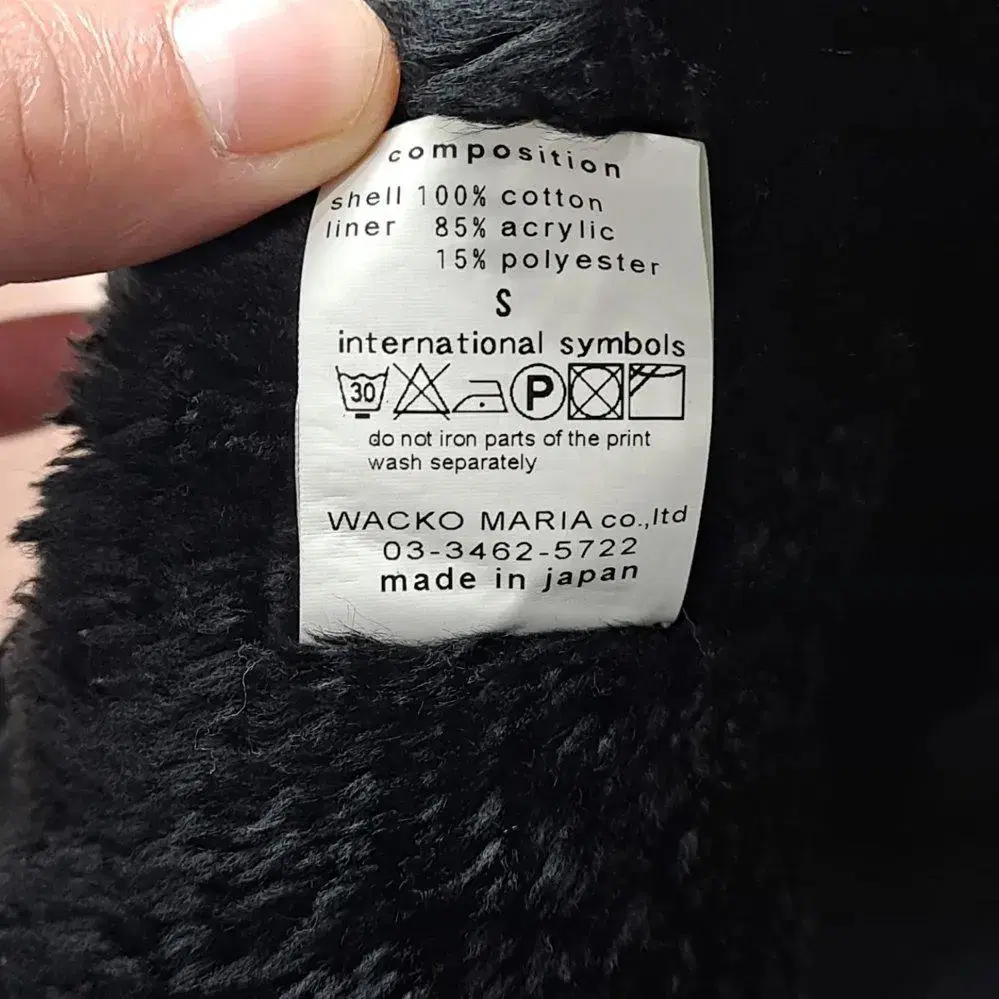 composition
shell 100% cotton
liner 85% acrylic
15% polyester
S
international symbols
30 P
do not iron parts of the print
wash separately
WACKO MARIA co.,ltd
03-3462-5722
made in japan